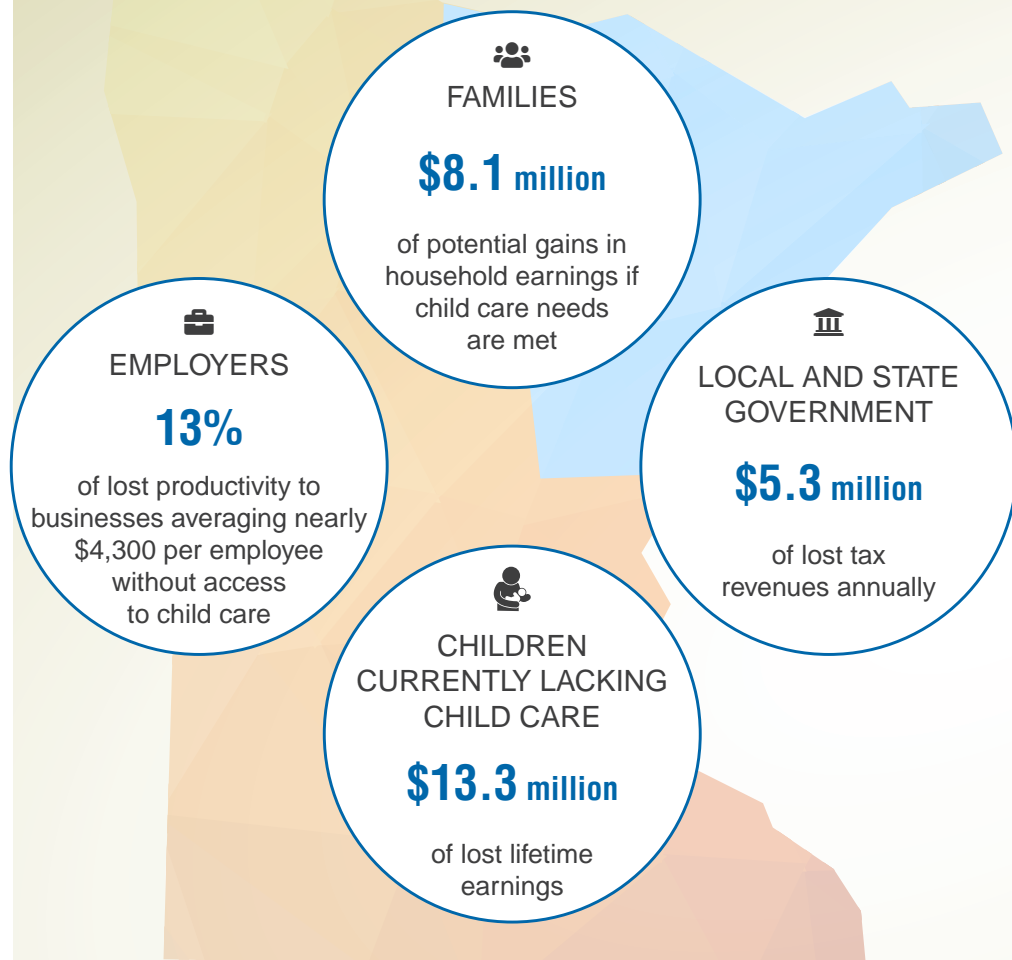 FAMILIES
$8.1 million
of potential gains in
household earnings if
child care needs
are met
EMPLOYERS
13%
of lost productivity to
businesses averaging nearly
$4,300 per employee
without access
to child care
LOCAL AND STATE
GOVERNMENT
$5.3 million
of lost tax
revenues annually
CHILDREN
CURRENTLY LACKING
CHILD CARE
$13.3 million
of lost lifetime
earnings